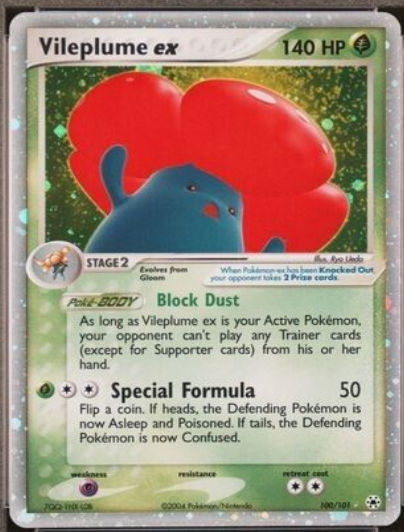 Vileplume ex 140 HP
Illus. Ryo Ueda
STAGE 2 Evolves from Gloom
When Pokémon-ex has been Knocked Out,
your opponent takes 2 Prize cards.
Poké-BODY Block Dust
As long as Vileplume ex is your Active Pokémon,
your opponent can't play any Trainer cards
(except for Supporter cards) from his or her
hand.
Special Formula 50
Flip a coin. If heads, the Defending Pokémon is
now Asleep and Poisoned. If tails, the Defending
Pokémon is now Confused.
weakness resistance retreat cost
©2004 Pokémon/Nintendo 100/101